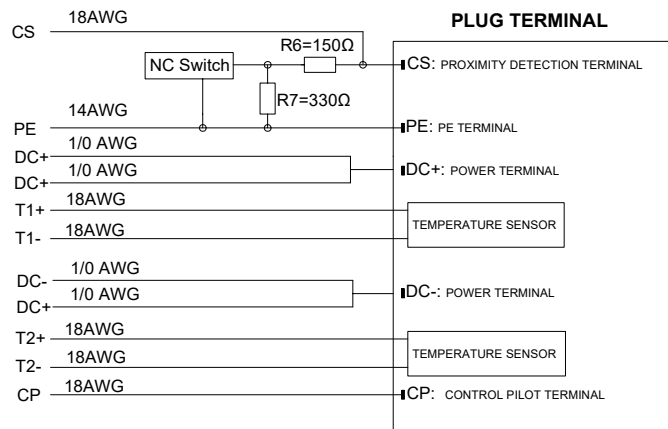 PLUG TERMINAL
CS 18AWG
R6=150Ω
NC Switch
CS: PROXIMITY DETECTION TERMINAL
R7=330Ω
PE 14AWG
PE: PE TERMINAL
DC+ 1/0 AWG
DC+ 1/0 AWG
DC+: POWER TERMINAL
T1+ 18AWG
TEMPERATURE SENSOR
T1- 18AWG
DC- 1/0 AWG
DC+ 1/0 AWG
DC-: POWER TERMINAL
T2+ 18AWG
TEMPERATURE SENSOR
T2- 18AWG
CP 18AWG
CP: CONTROL PILOT TERMINAL